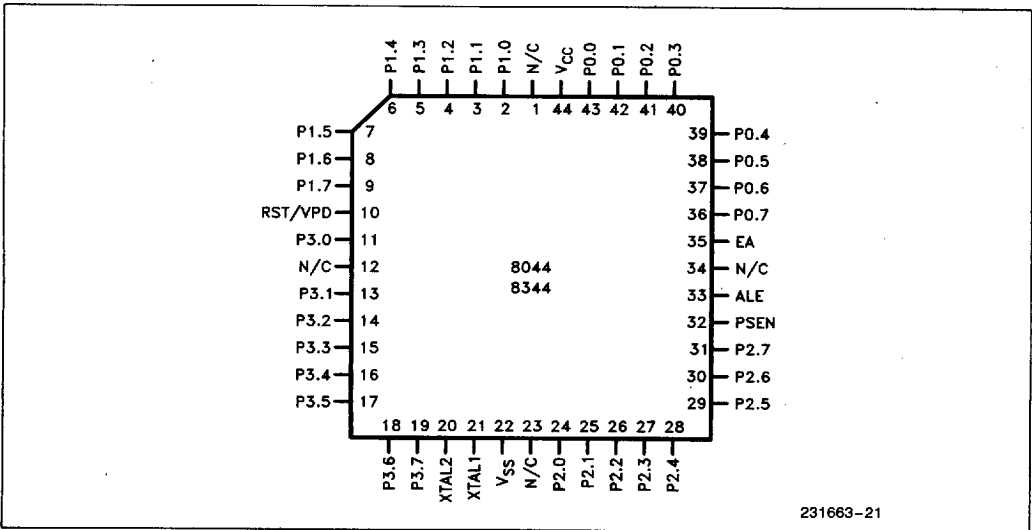 P1.4 P1.3 P1.2 P1.1 P1.0 N/C VCC P0.0 P0.1 P0.2 P0.3
6 5 4 3 2 1 44 43 42 41 40
P1.5 7 39 P0.4
P1.6 8 38 P0.5
P1.7 9 37 P0.6
RST/VPD 10 36 P0.7
P3.0 11 35 EA
N/C 12 8044 34 N/C
8344
P3.1 13 33 ALE
P3.2 14 32 PSEN
P3.3 15 31 P2.7
P3.4 16 30 P2.6
P3.5 17 29 P2.5
18 19 20 21 22 23 24 25 26 27 28
P3.6 P3.7 XTAL2 XTAL1 VSS N/C P2.0 P2.1 P2.2 P2.3 P2.4
231663-21